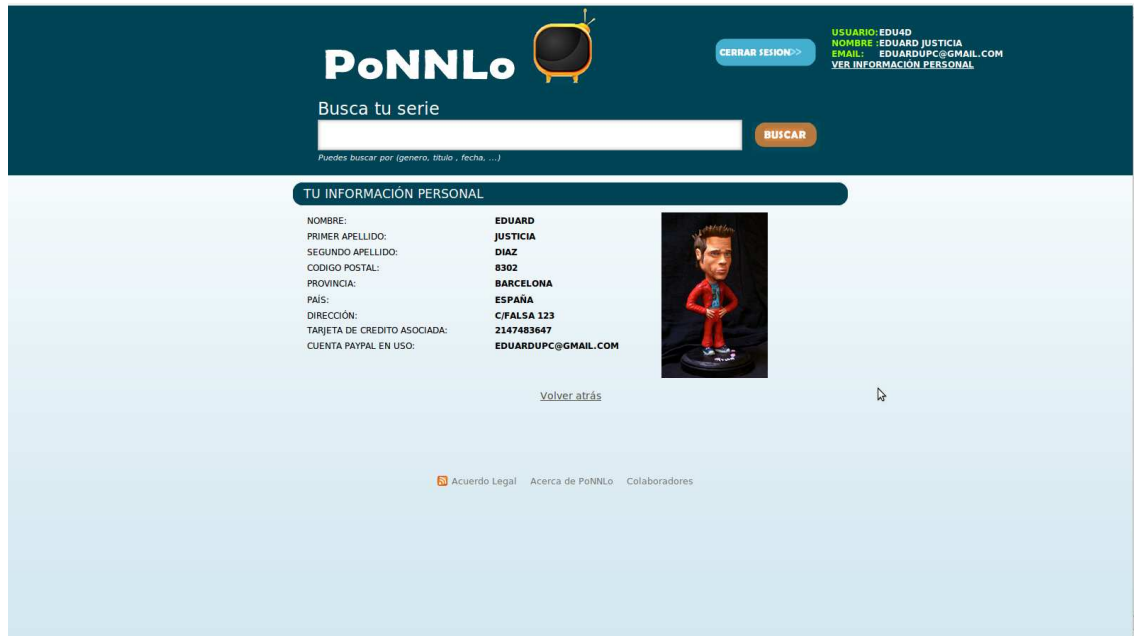 PoNNLo
CERRAR SESION>>
USUARIO: EDU4D
NOMBRE : EDUARD JUSTICIA
EMAIL: EDUARDUPC@GMAIL.COM
VER INFORMACIÓN PERSONAL
Busca tu serie
BUSCAR
Puedes buscar por (genero, titulo , fecha, ...)
TU INFORMACIÓN PERSONAL
NOMBRE: EDUARD
PRIMER APELLIDO: JUSTICIA
SEGUNDO APELLIDO: DIAZ
CODIGO POSTAL: 8302
PROVINCIA: BARCELONA
PAÍS: ESPAÑA
DIRECCIÓN: C/FALSA 123
TARJETA DE CREDITO ASOCIADA: 2147483647
CUENTA PAYPAL EN USO: EDUARDUPC@GMAIL.COM
Volver atrás
Acuerdo Legal Acerca de PoNNLo Colaboradores